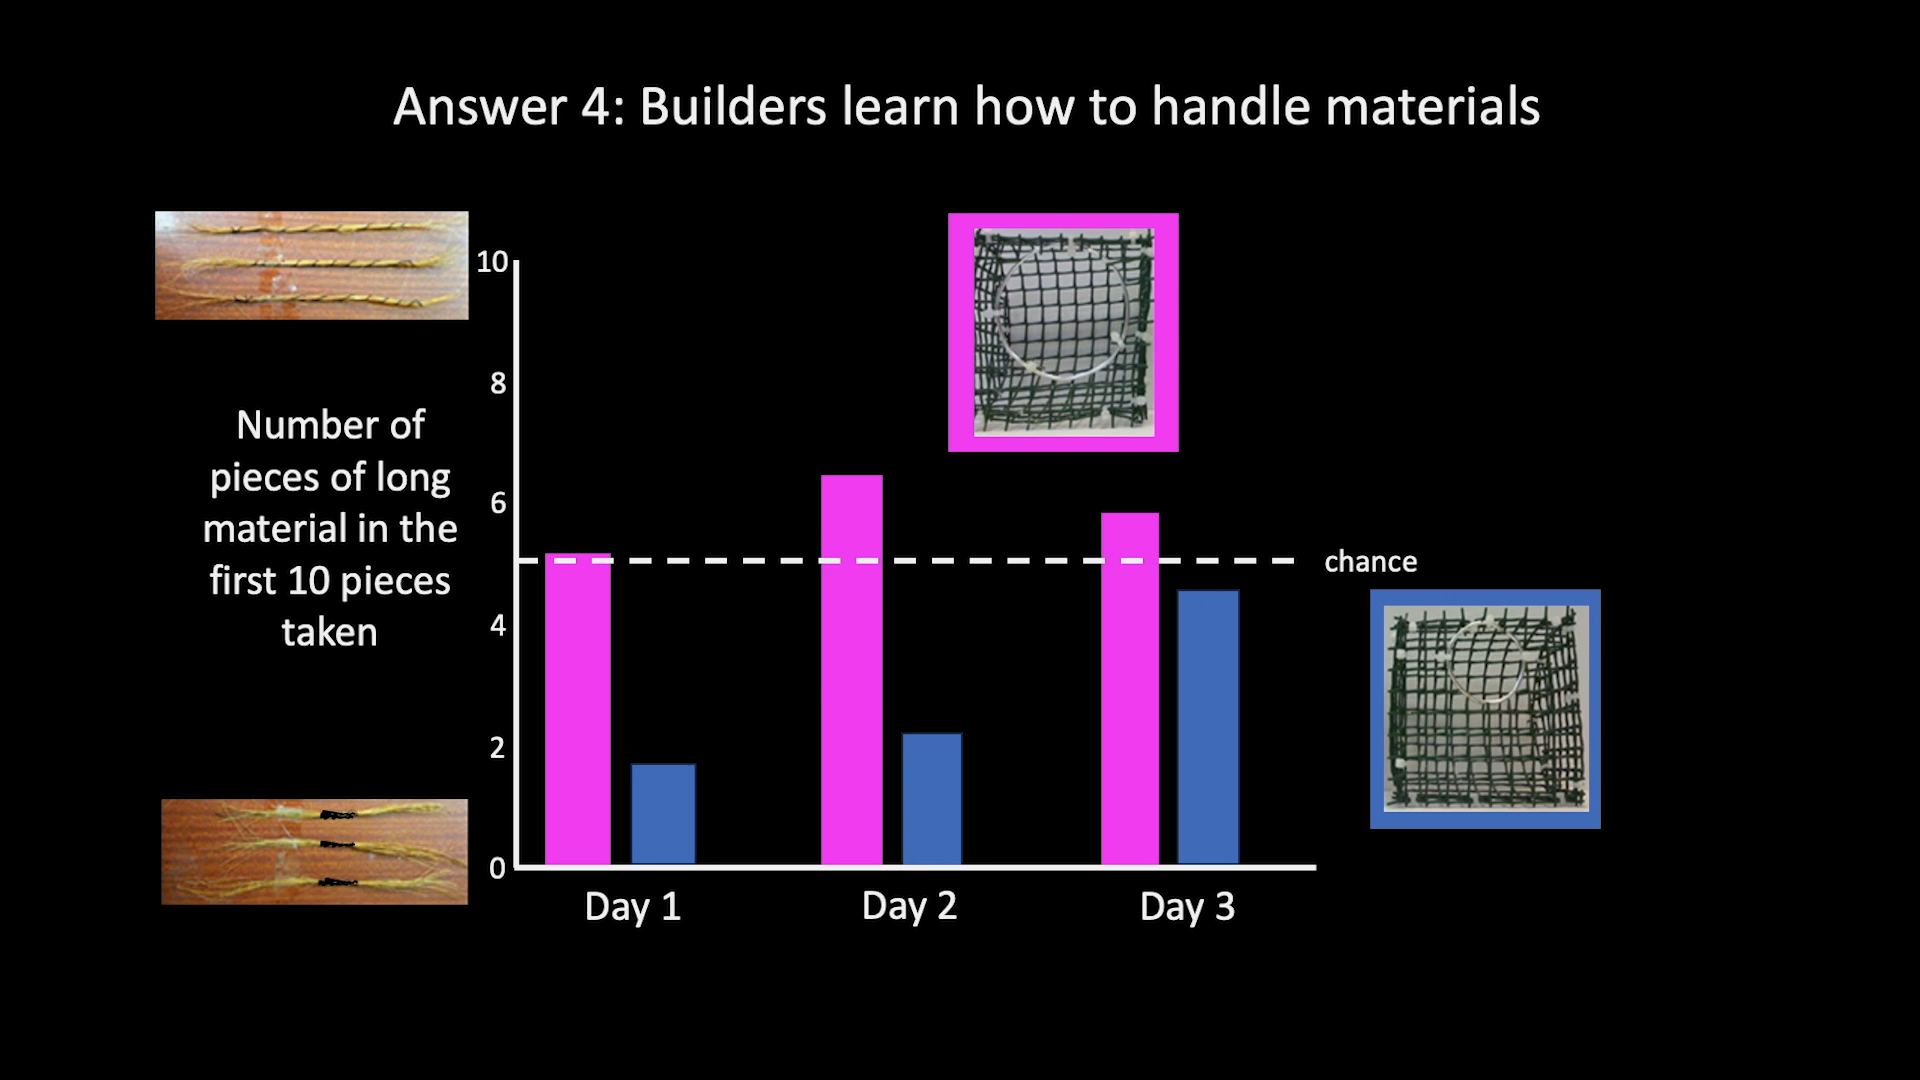 Answer 4: Builders learn how to handle materials
Number of
pieces of long
material in the
first 10 pieces
taken
10
8
6
4
2
0
chance
Day 1
Day 2
Day 3